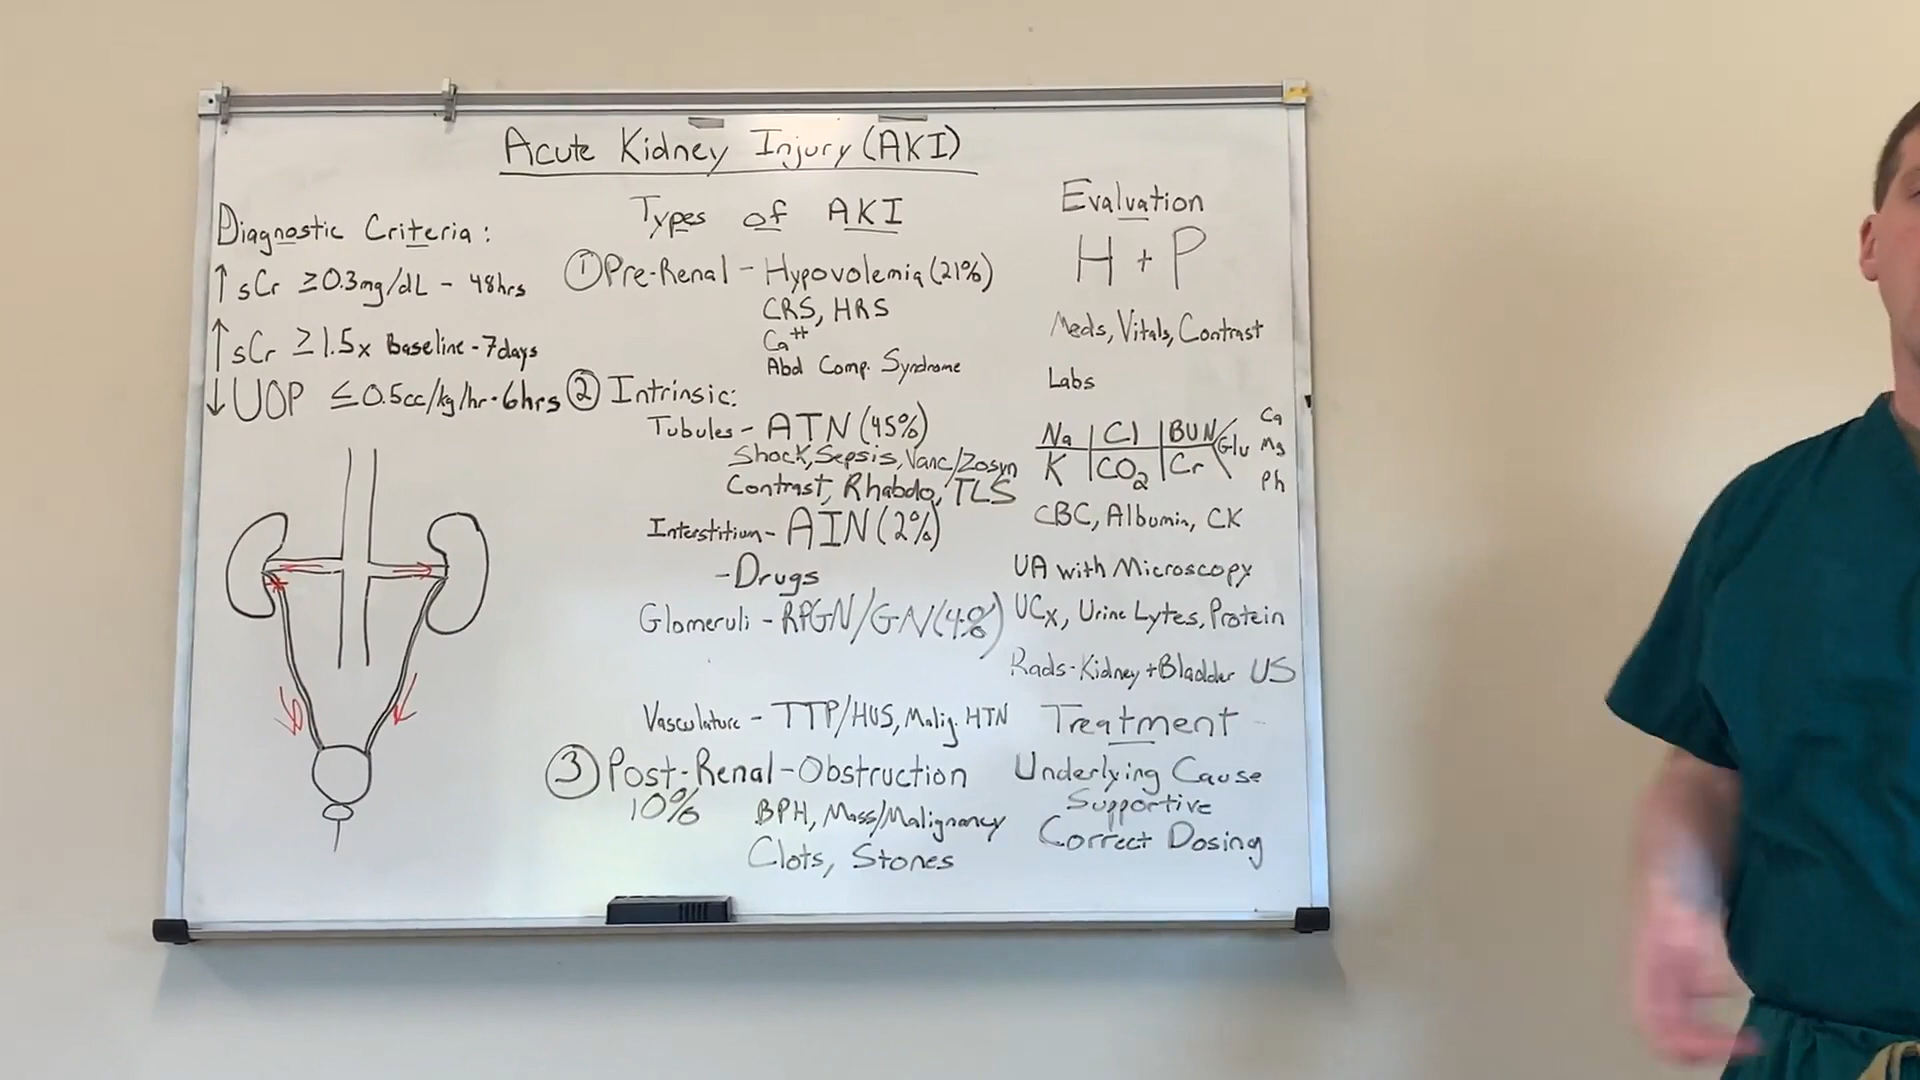 Acute Kidney Injury (AKI)
Diagnostic Criteria:
↑ sCr ≥0.3mg/dL - 48hrs
↑ sCr ≥1.5x Baseline - 7days
↓ UOP ≤0.5cc/kg/hr - 6hrs
Types of AKI
① Pre-Renal - Hypovolemia (21%)
CRS, HRS
Ca++
Abd Comp. Syndrome
② Intrinsic:
Tubules - ATN (45%)
Shock, Sepsis, Vanc/Zosyn
Contrast, Rhabdo, TLS
Interstitium - AIN (2%)
- Drugs
Glomeruli - RPGN/GN (4%)
Vasculature - TTP/HUS, Malig. HTN
③ Post-Renal - Obstruction
10%
BPH, Mass/Malignancy
Clots, Stones
Evaluation
H + P
Meds, Vitals, Contrast
Labs
Na Cl BUN Glu
K CO2 Cr
Ca
Mg
Ph
CBC, Albumin, CK
UA with Microscopy
UCx, Urine Lytes, Protein
Rads - Kidney + Bladder US
Treatment
Underlying Cause
Supportive
Correct Dosing